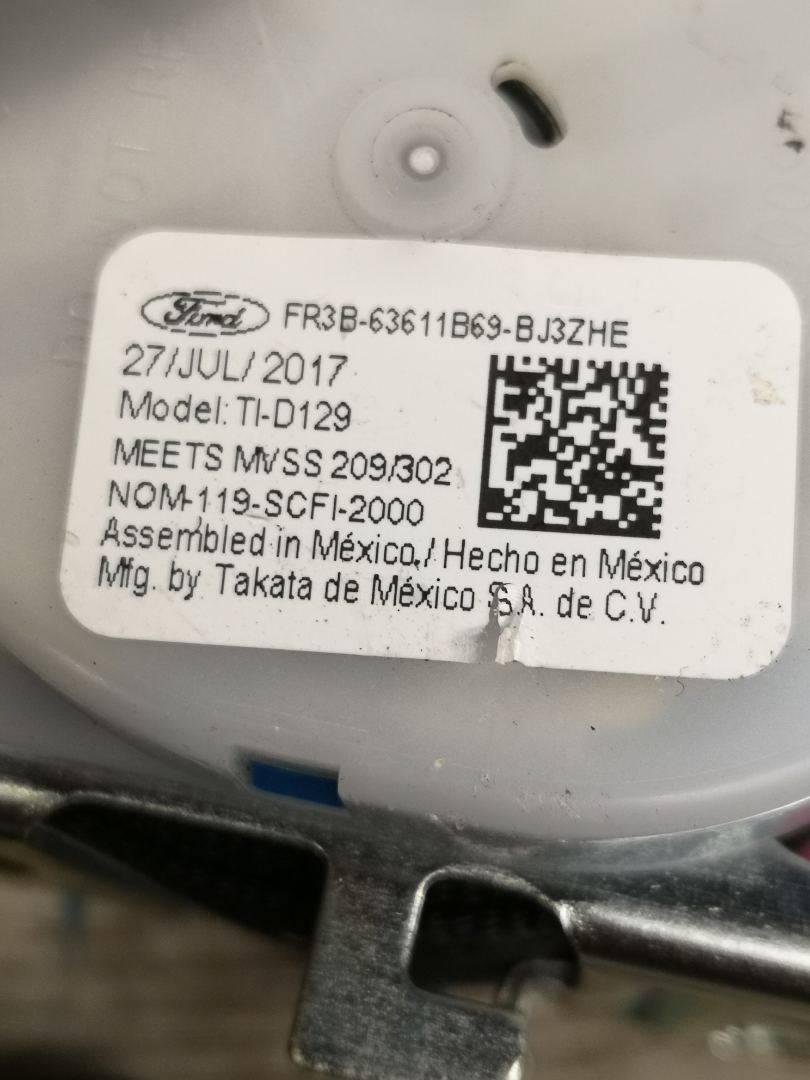 Ford FR3B-63611B69-BJ3ZHE
27/JUL/2017
Model: TI-D129
MEETS MVSS 209/302
NOM-119-SCFI-2000
Assembled in México./Hecho en México
Mfg. by Takata de México S.A. de C.V.